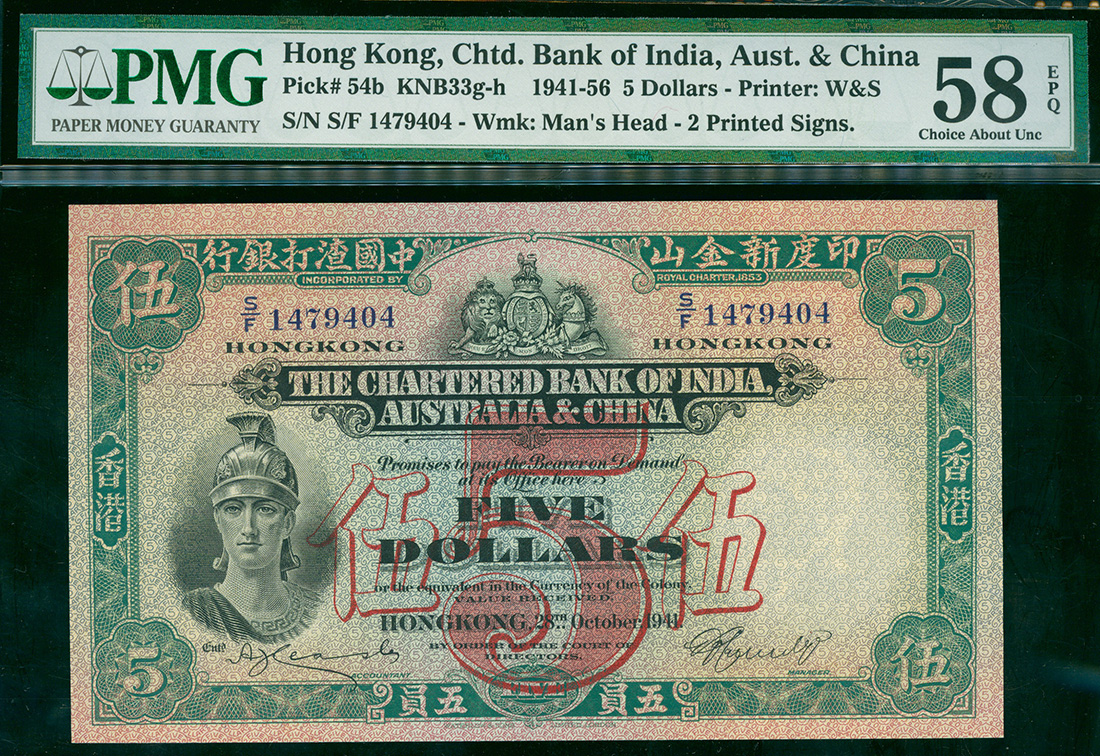 PMG
PAPER MONEY GUARANTY
Hong Kong, Chtd. Bank of India, Aust. & China
Pick# 54b KNB33g-h 1941-56 5 Dollars - Printer: W&S
S/N S/F 1479404 - Wmk: Man's Head - 2 Printed Signs.
58
EPQ
Choice About Unc
行銀打渣國中 山金新度印
伍 5
INCORPORATED BY ROYAL CHARTER, 1853
S/F 1479404 S/F 1479404
HONGKONG HONGKONG
THE CHARTERED BANK OF INDIA,
AUSTRALIA & CHINA
香港 香港
Promises to pay the Bearer on Demand
at its Office here
伍 5 伍
FIVE
DOLLARS
or the equivalent in the Currency of the Colony.
VALUE RECEIVED.
HONGKONG, 28TH October 1941.
BY ORDER OF THE COURT OF
DIRECTORS.
Entd
ACCOUNTANT MANAGER
5 伍
員五 員五